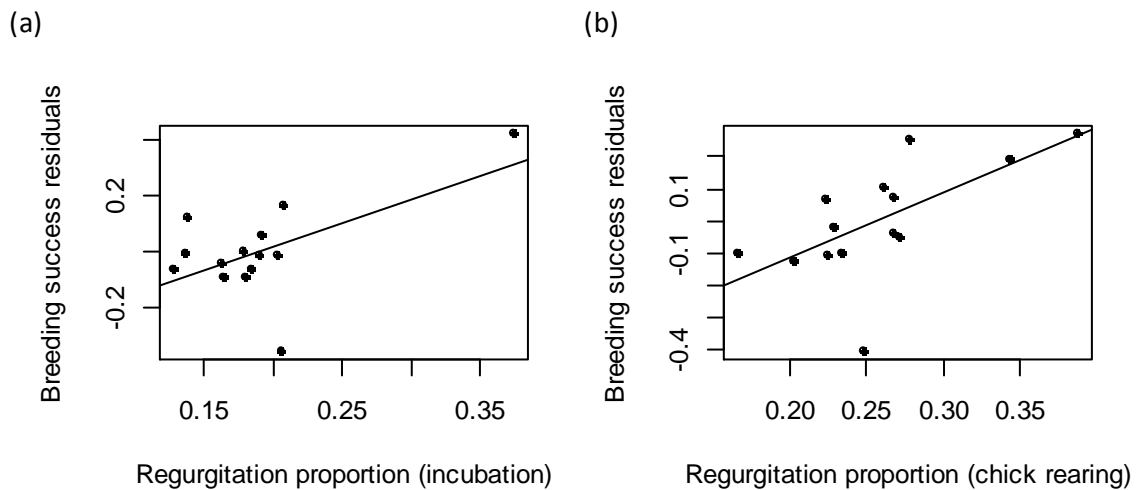 (a)
Breeding success residuals
0.2
-0.2
0.15
0.25
0.35
Regurgitation proportion (incubation)
(b)
Breeding success residuals
0.1
-0.1
-0.4
0.20
0.25
0.30
0.35
Regurgitation proportion (chick rearing)